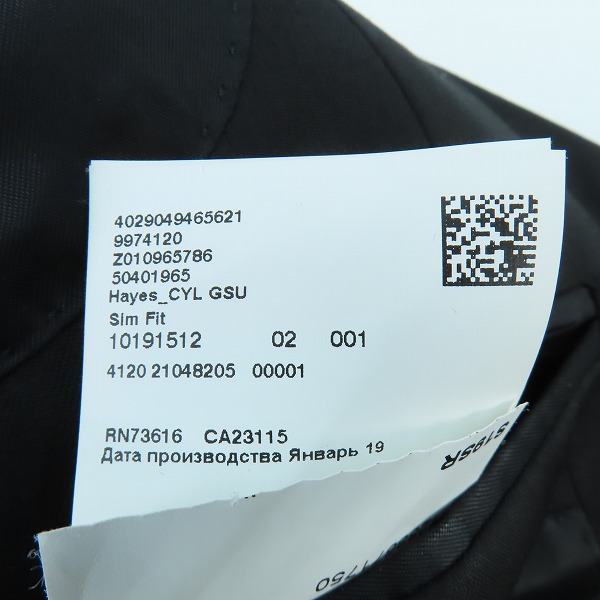 4029049465621
9974120
Z010965786
50401965
Hayes_CYL GSU
Slm Fit
10191512 02 001
4120 21048205 00001
RN73616 CA23115
Дата производства Январь 19
S19SR